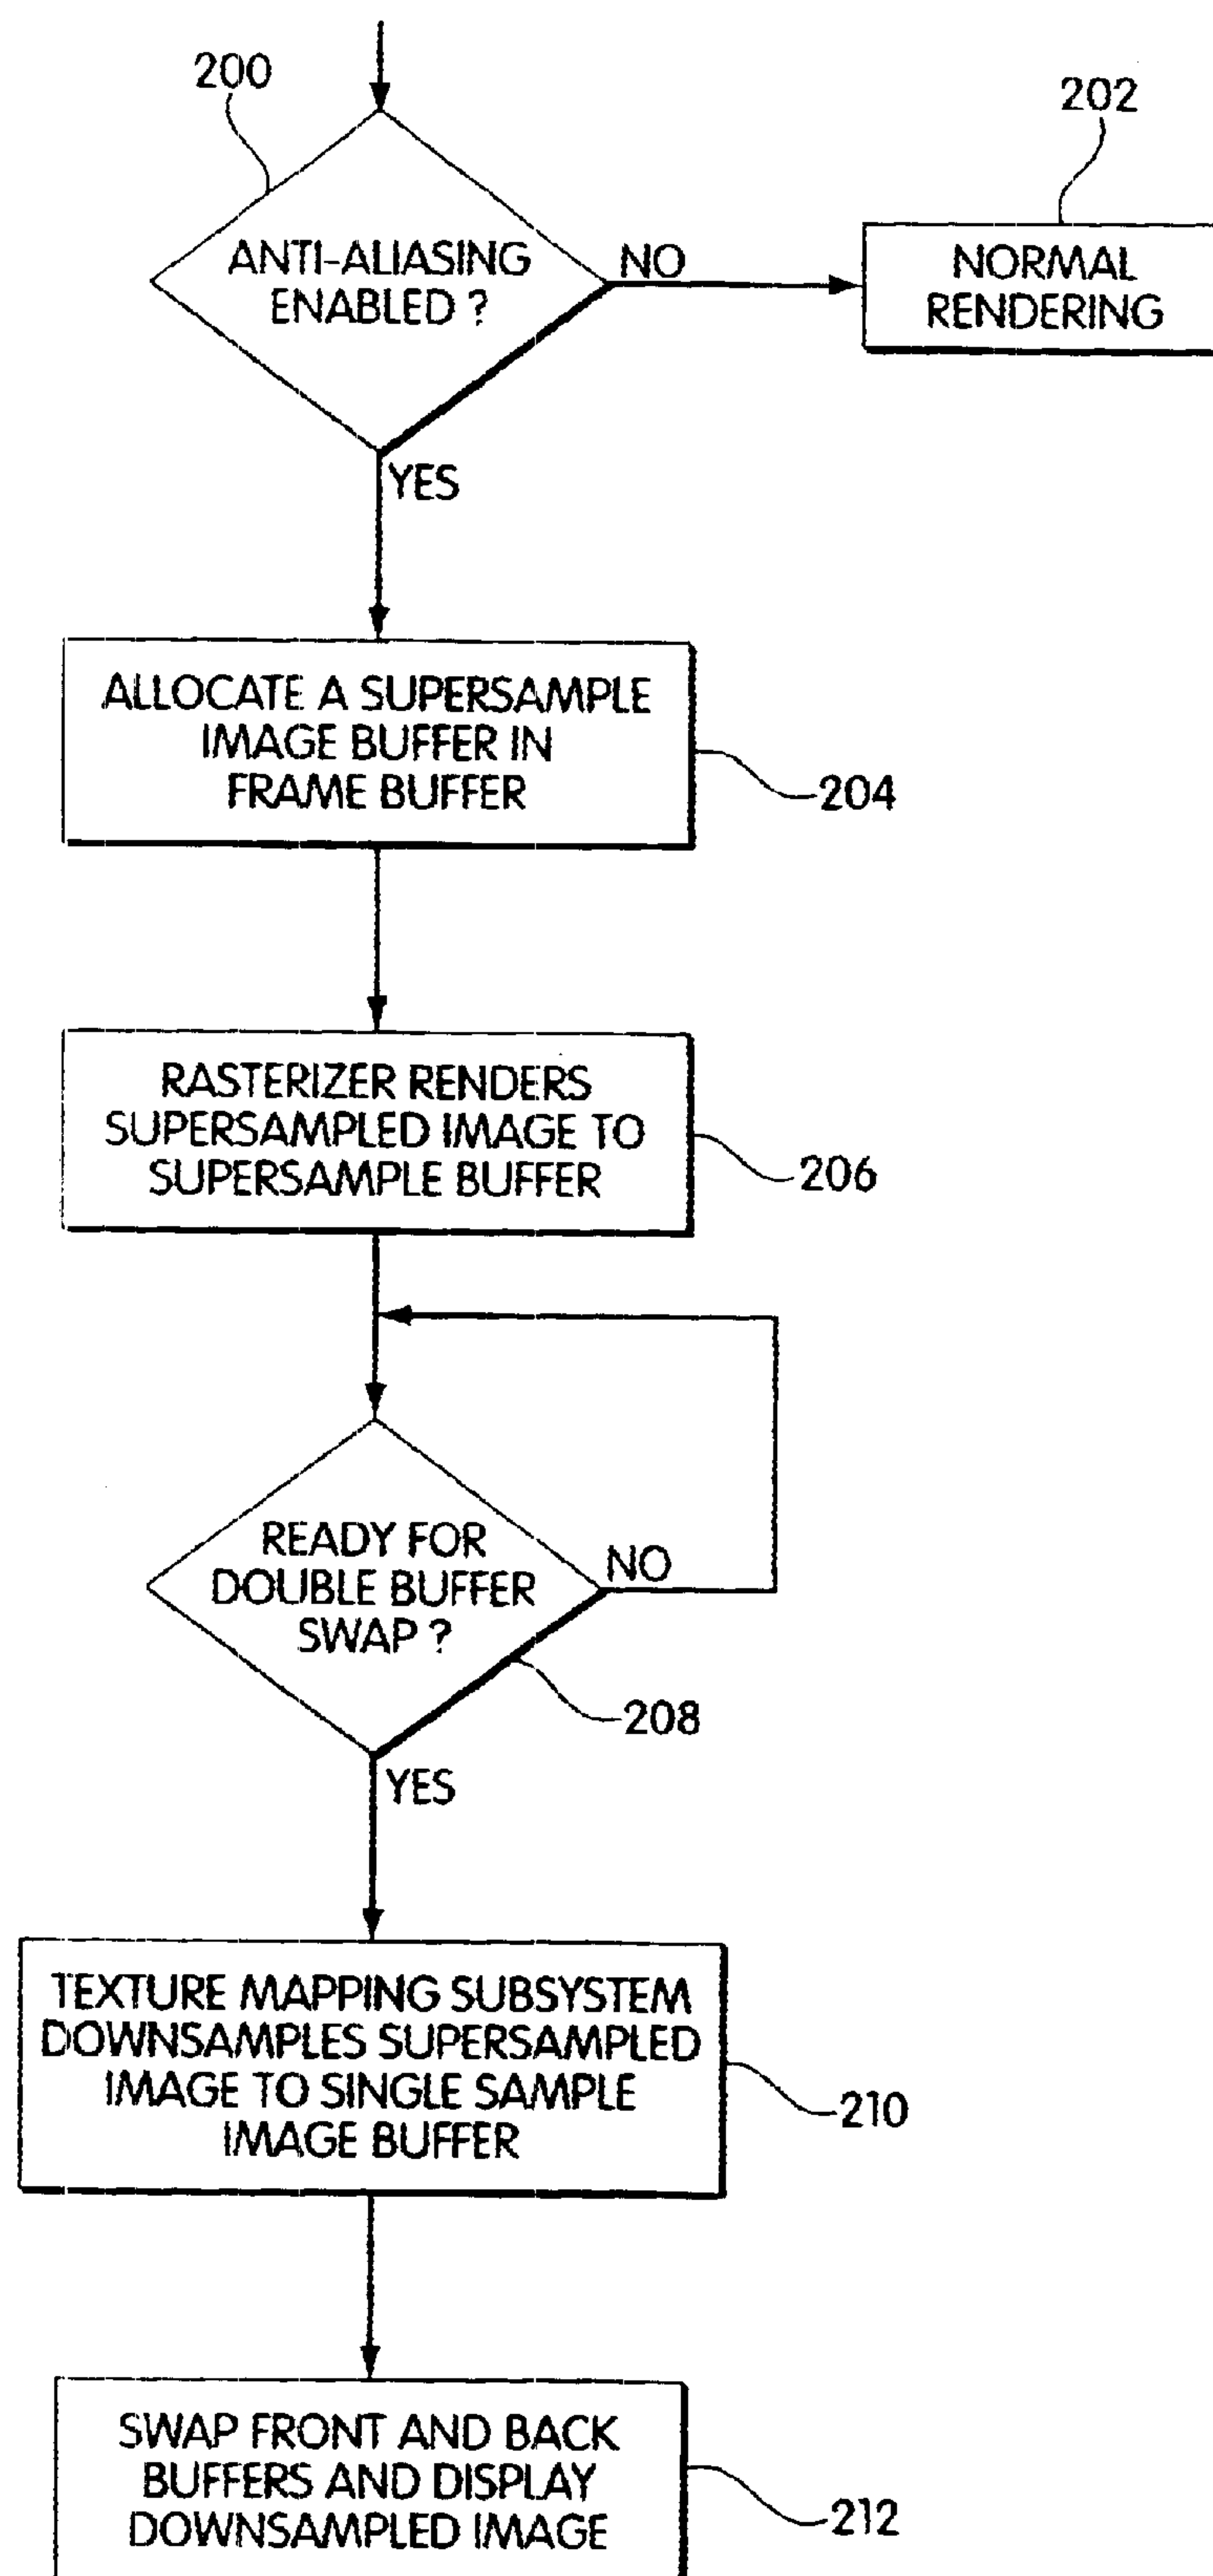 200
202
ANTI-ALIASING
ENABLED ?
NO
NORMAL
RENDERING
YES
ALLOCATE A SUPERSAMPLE
IMAGE BUFFER IN
FRAME BUFFER
204
RASTERIZER RENDERS
SUPERSAMPLED IMAGE TO
SUPERSAMPLE BUFFER
206
READY FOR
DOUBLE BUFFER
SWAP ?
NO
208
YES
TEXTURE MAPPING SUBSYSTEM
DOWNSAMPLES SUPERSAMPLED
IMAGE TO SINGLE SAMPLE
IMAGE BUFFER
210
SWAP FRONT AND BACK
BUFFERS AND DISPLAY
DOWNSAMPLED IMAGE
212